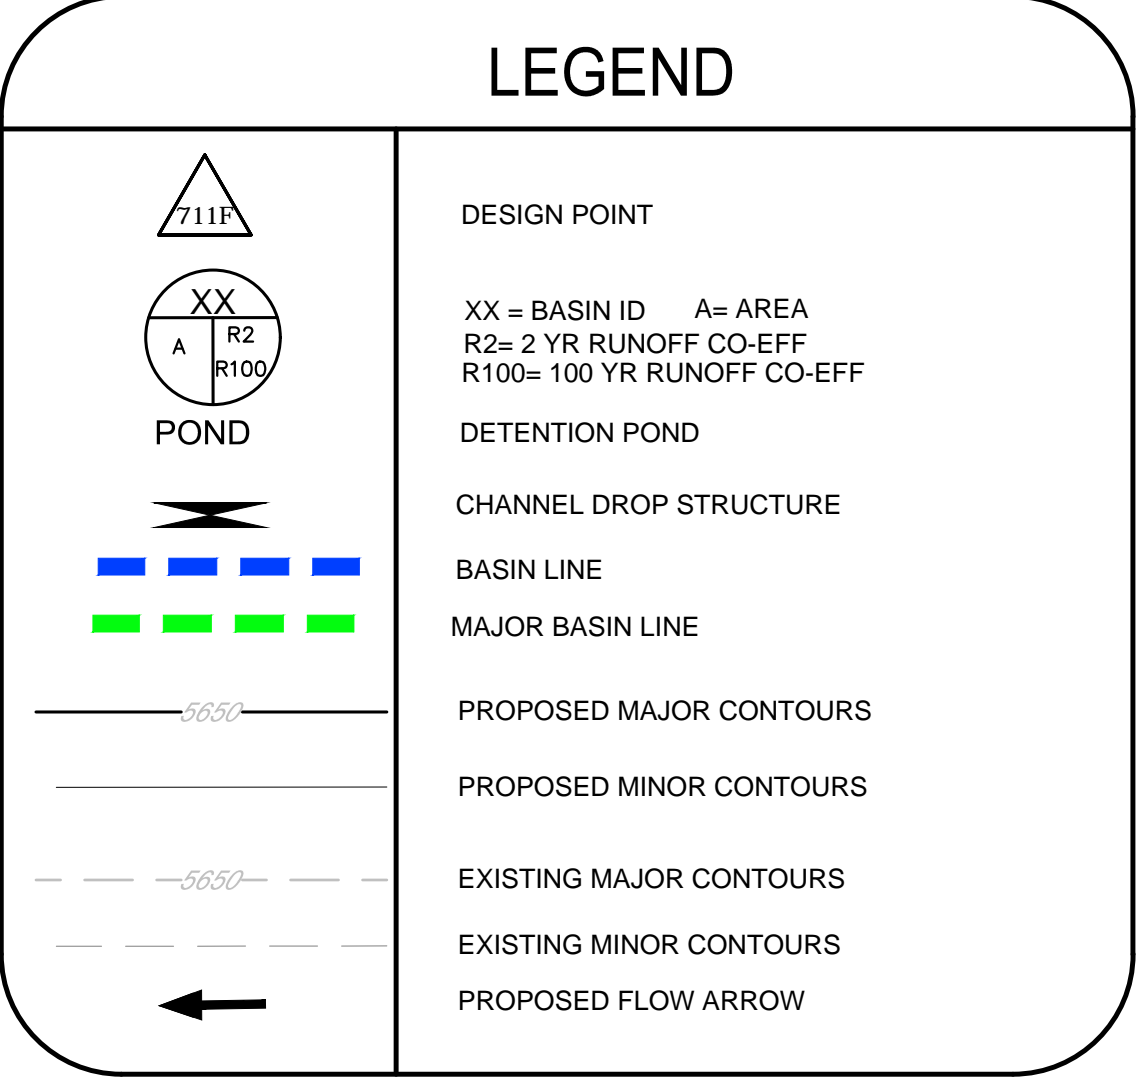 LEGEND
711F
DESIGN POINT
XX
A
R2
R100
XX = BASIN ID A= AREA
R2= 2 YR RUNOFF CO-EFF
R100= 100 YR RUNOFF CO-EFF
POND
DETENTION POND
CHANNEL DROP STRUCTURE
BASIN LINE
MAJOR BASIN LINE
5650
PROPOSED MAJOR CONTOURS
PROPOSED MINOR CONTOURS
5650
EXISTING MAJOR CONTOURS
EXISTING MINOR CONTOURS
PROPOSED FLOW ARROW